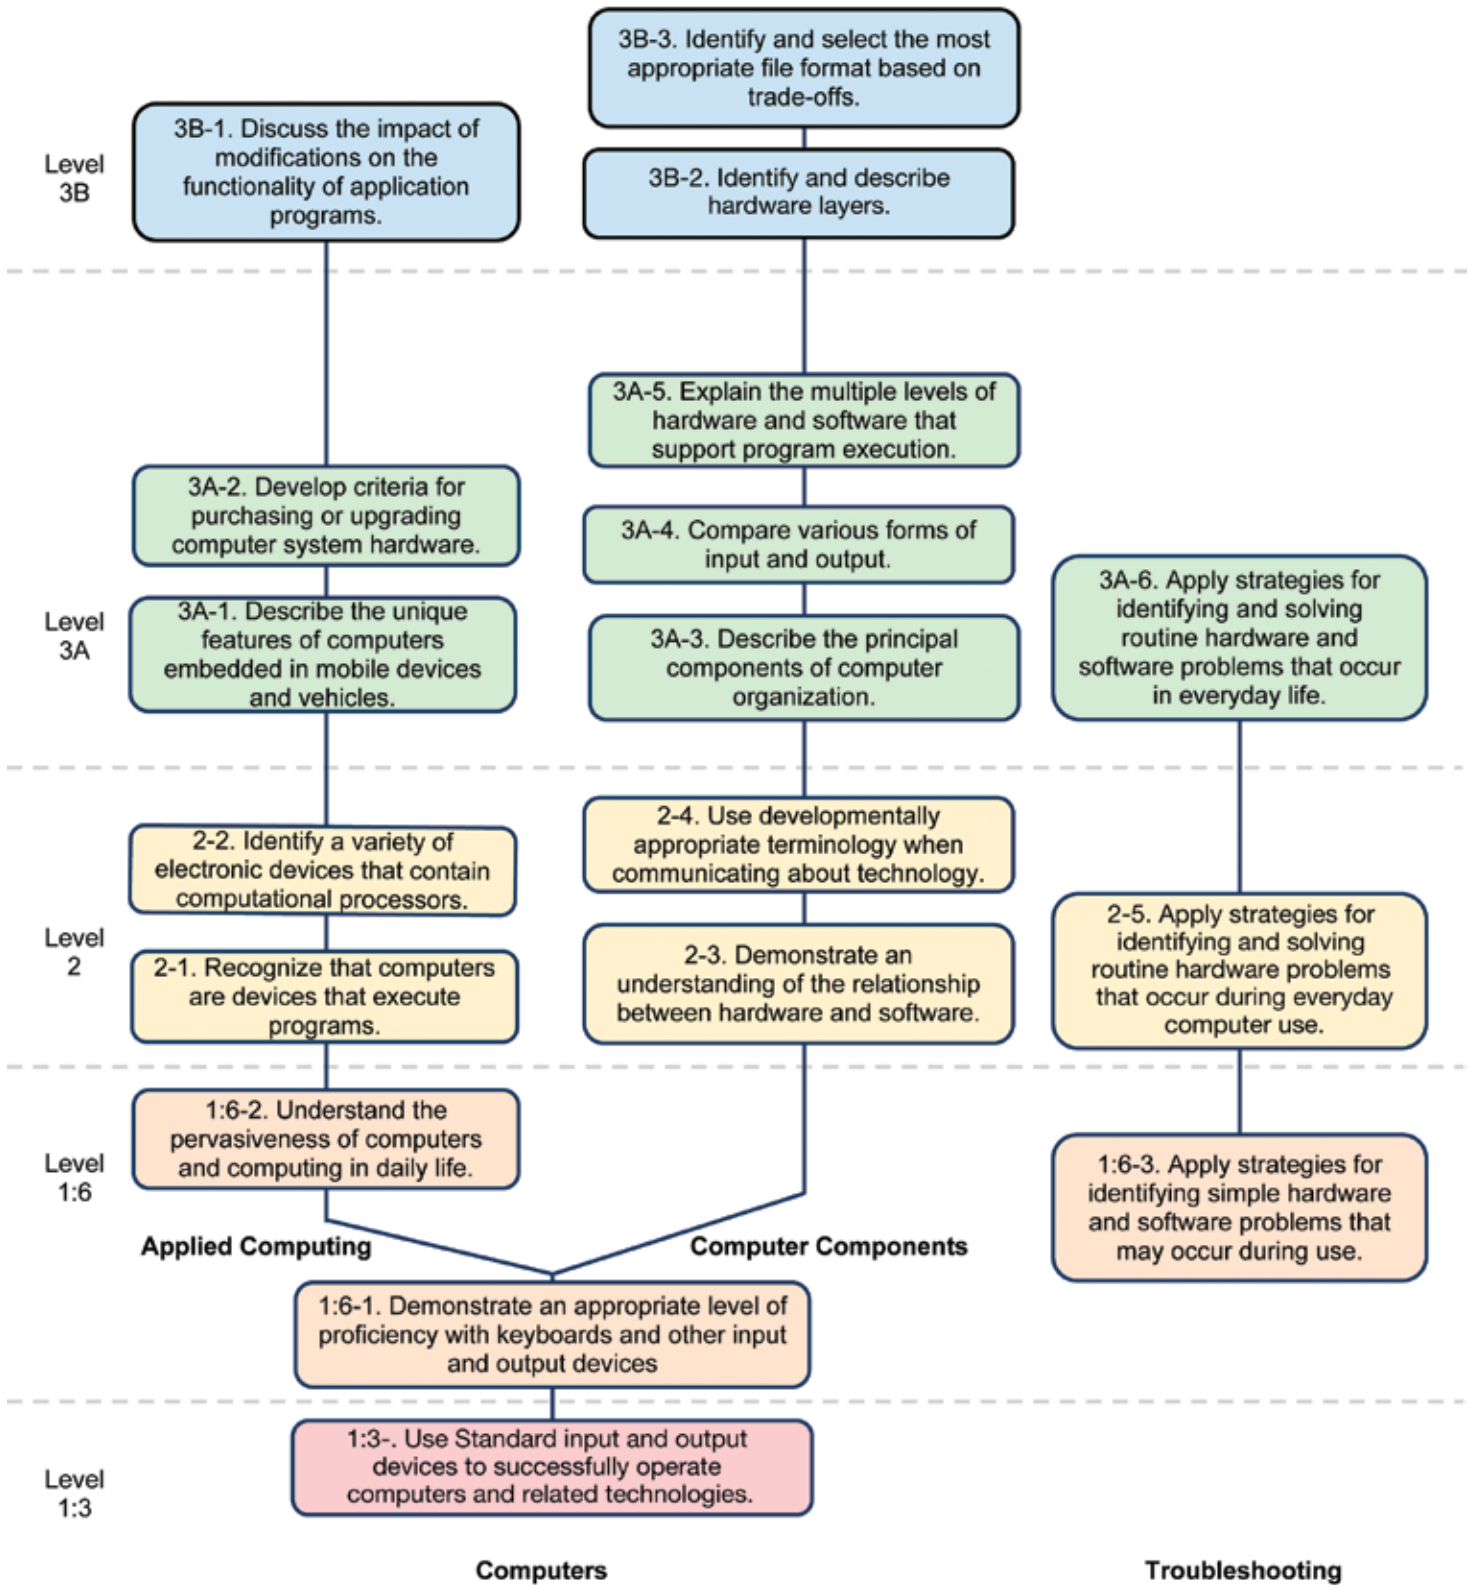 3B-3. Identify and select the most
appropriate file format based on
trade-offs.
3B-1. Discuss the impact of
modifications on the
functionality of application
programs.
Level
3B
3B-2. Identify and describe
hardware layers.
3A-5. Explain the multiple levels of
hardware and software that
support program execution.
3A-2. Develop criteria for
purchasing or upgrading
computer system hardware.
3A-4. Compare various forms of
input and output.
3A-6. Apply strategies for
identifying and solving
routine hardware and
software problems that occur
in everyday life.
Level
3A
3A-1. Describe the unique
features of computers
embedded in mobile devices
and vehicles.
3A-3. Describe the principal
components of computer
organization.
2-2. Identify a variety of
electronic devices that contain
computational processors.
2-4. Use developmentally
appropriate terminology when
communicating about technology.
Level
2
2-1. Recognize that computers
are devices that execute
programs.
2-3. Demonstrate an
understanding of the relationship
between hardware and software.
2-5. Apply strategies for
identifying and solving
routine hardware problems
that occur during everyday
computer use.
Level
1:6
1:6-2. Understand the
pervasiveness of computers
and computing in daily life.
1:6-3. Apply strategies for
identifying simple hardware
and software problems that
may occur during use.
Applied Computing
Computer Components
1:6-1. Demonstrate an appropriate level of
proficiency with keyboards and other input
and output devices
Level
1:3
1:3-. Use Standard input and output
devices to successfully operate
computers and related technologies.
Computers
Troubleshooting